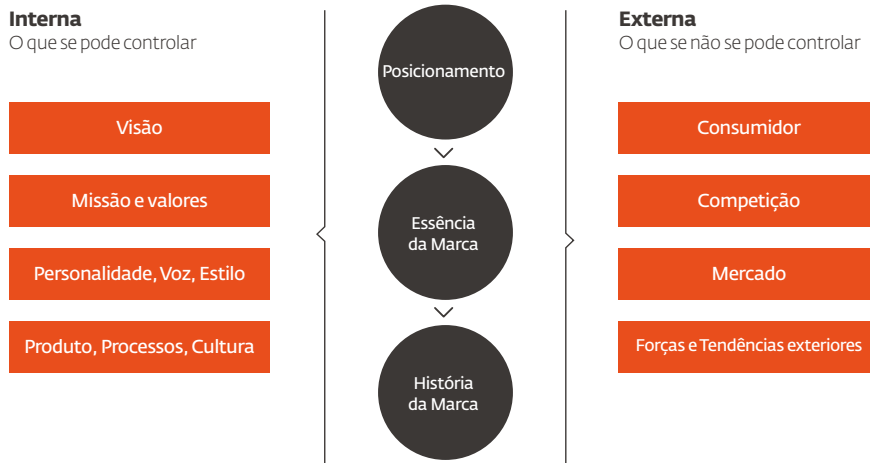 Interna
O que se pode controlar
Visão
Missão e valores
Personalidade, Voz, Estilo
Produto, Processos, Cultura
Posicionamento
Essência
da Marca
História
da Marca
Externa
O que se não se pode controlar
Consumidor
Competição
Mercado
Forças e Tendências exteriores